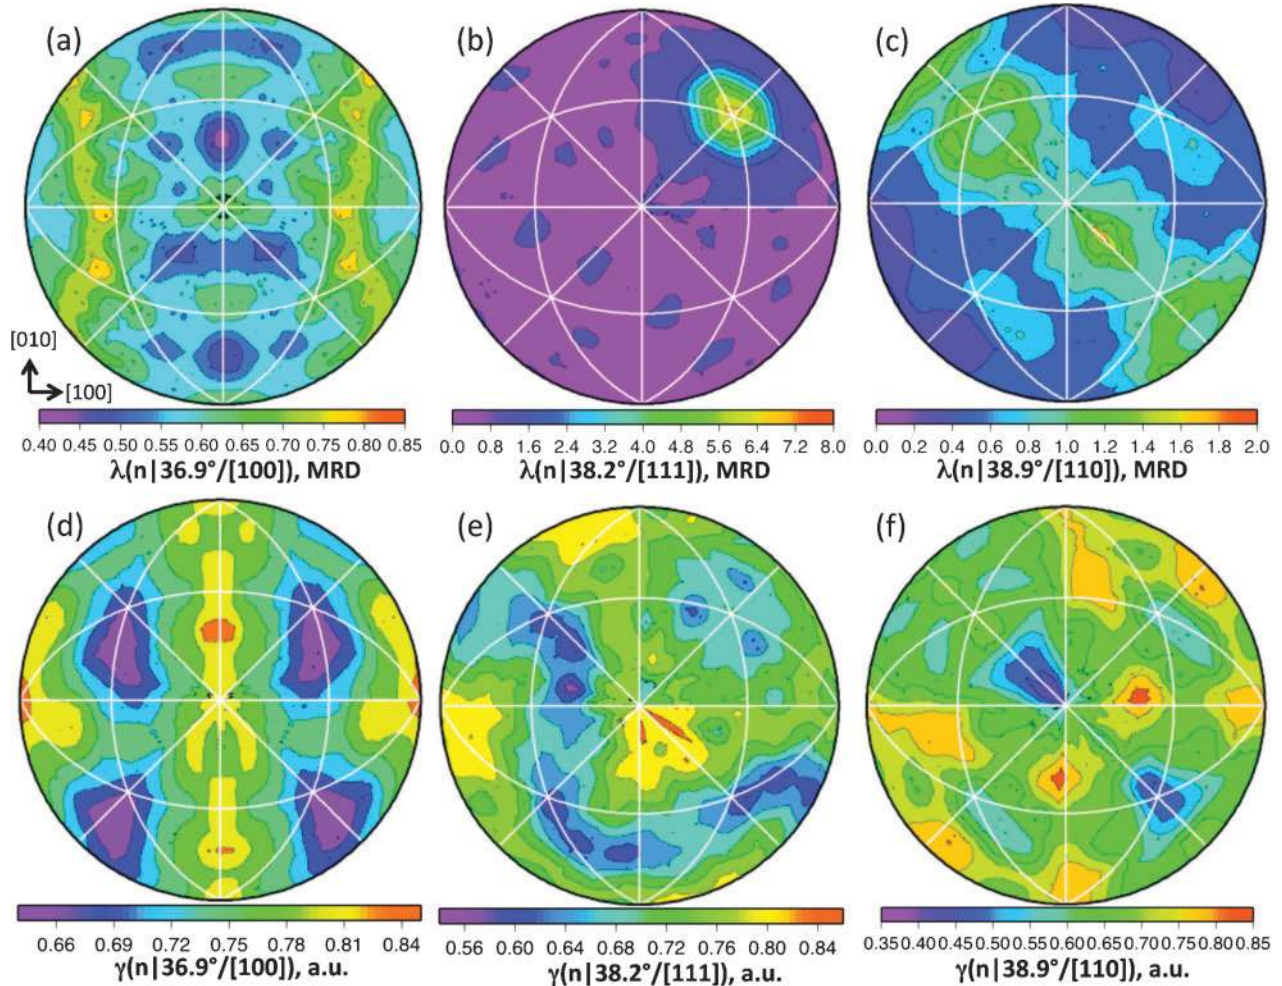 (a) (b) (c)
[010]
[100]
0.40 0.45 0.50 0.55 0.60 0.65 0.70 0.75 0.80 0.85
λ(n|36.9°/[100]), MRD
0.0 0.8 1.6 2.4 3.2 4.0 4.8 5.6 6.4 7.2 8.0
λ(n|38.2°/[111]), MRD
0.0 0.2 0.4 0.6 0.8 1.0 1.2 1.4 1.6 1.8 2.0
λ(n|38.9°/[110]), MRD
(d) (e) (f)
0.66 0.69 0.72 0.75 0.78 0.81 0.84
γ(n|36.9°/[100]), a.u.
0.56 0.60 0.64 0.68 0.72 0.76 0.80 0.84
γ(n|38.2°/[111]), a.u.
0.35 0.40 0.45 0.50 0.55 0.60 0.65 0.70 0.75 0.80 0.85
γ(n|38.9°/[110]), a.u.